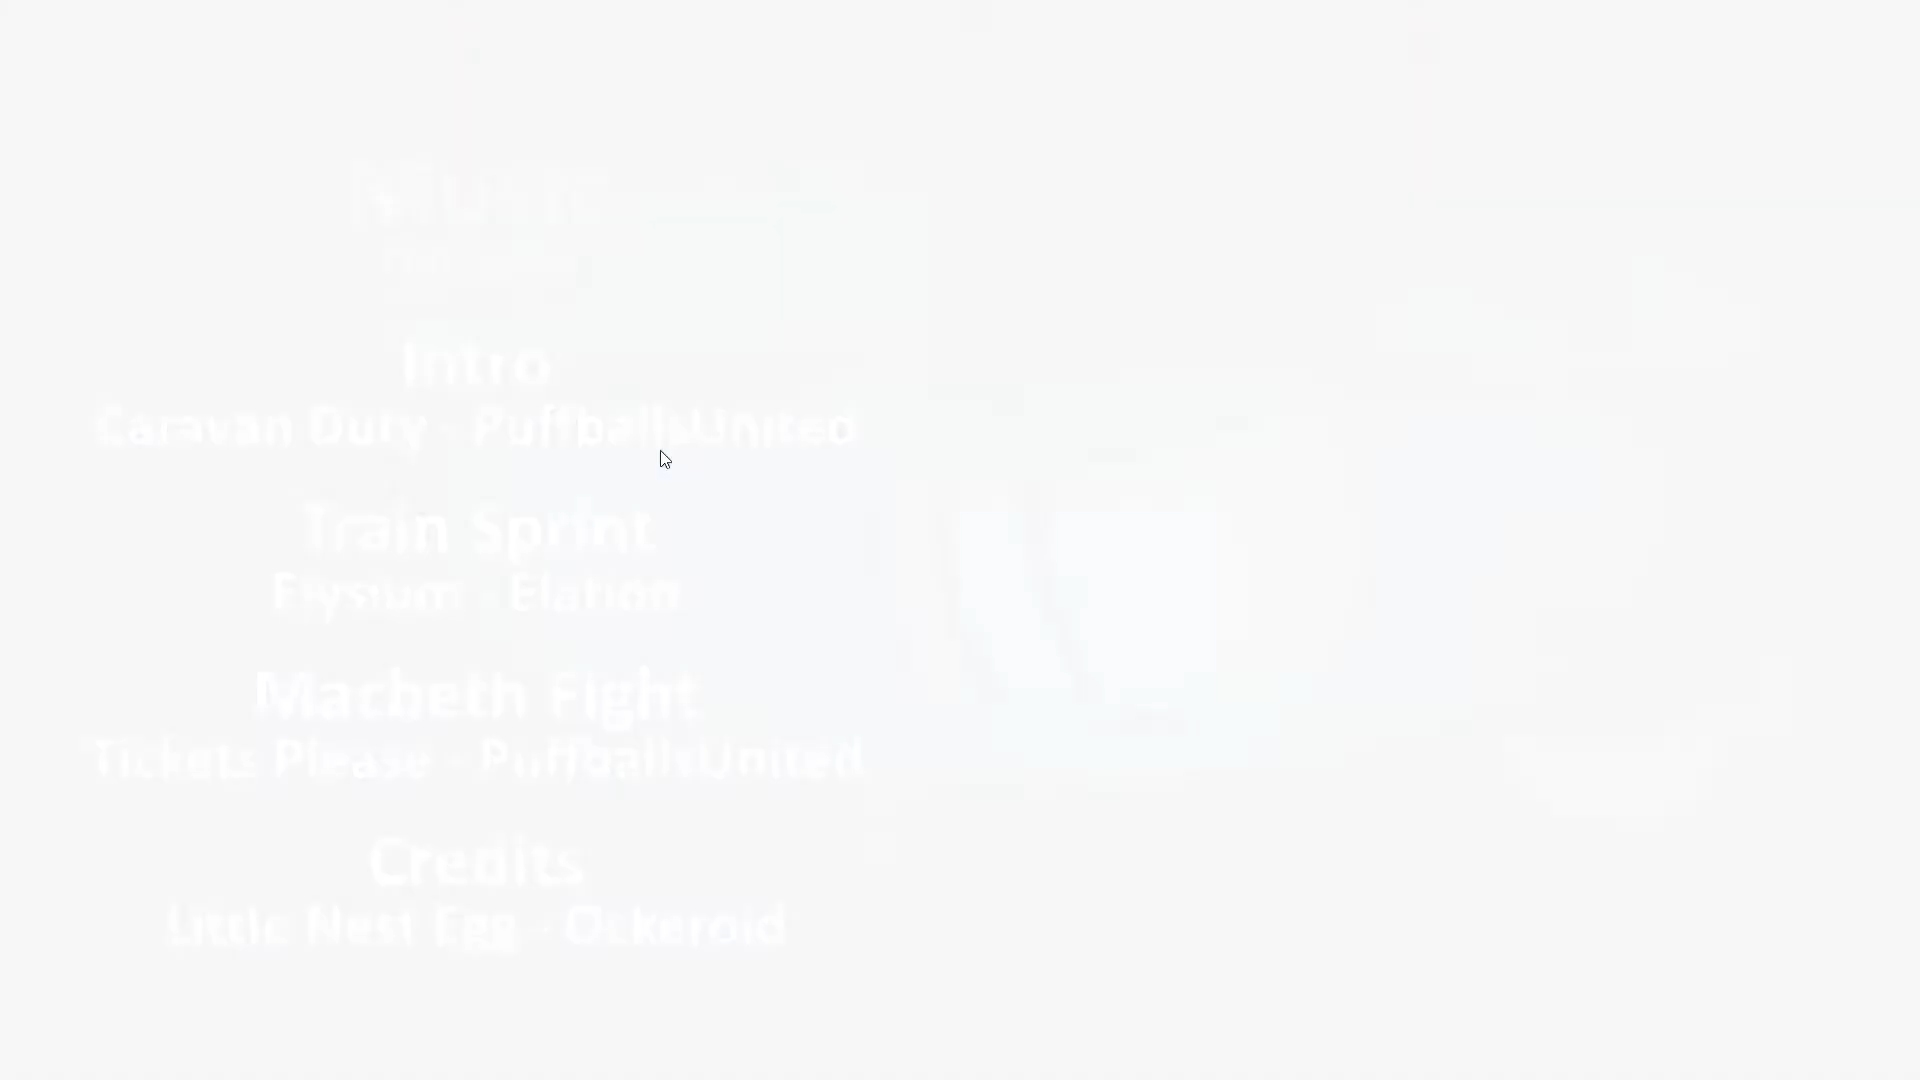 Intro
Caravan Duty - PuffballsUnited
Train Sprint
Elysium - Elation
Macbeth Fight
Tickets Please - PuffballsUnited
Credits
Little Nest Egg - Ockeroid